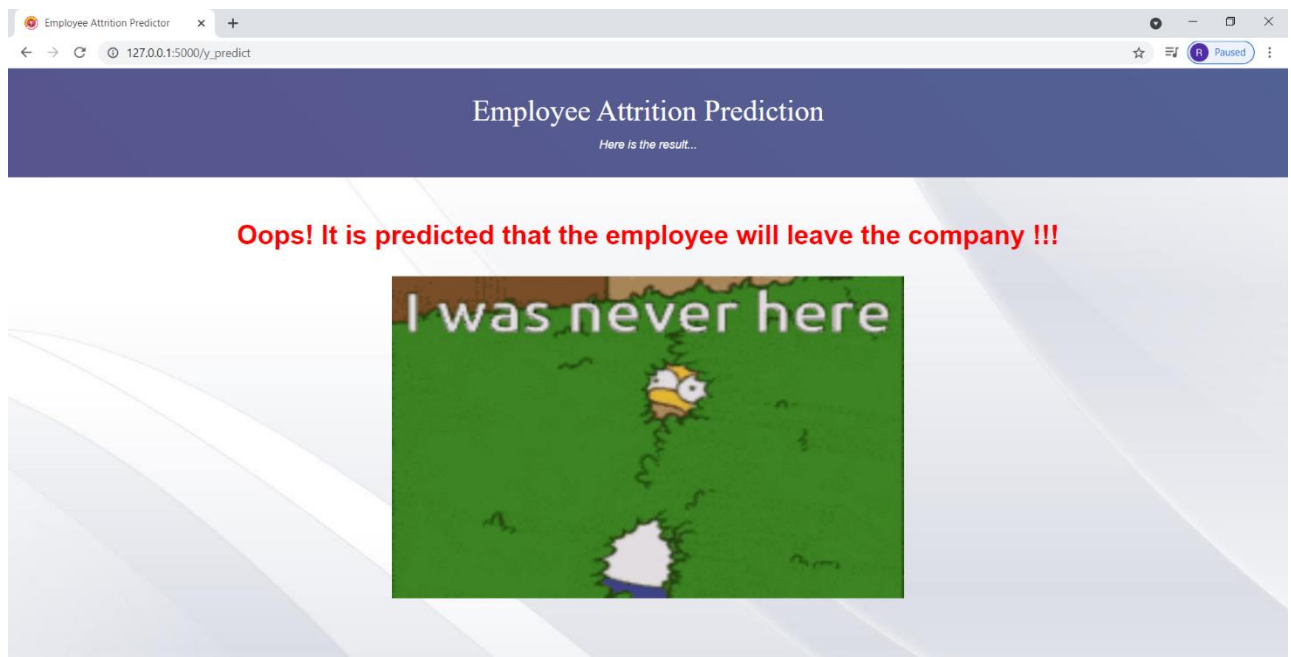 Employee Attrition Predictor
127.0.0.1:5000/y_predict
R Paused
Employee Attrition Prediction
Here is the result...
Oops! It is predicted that the employee will leave the company !!!
I was never here